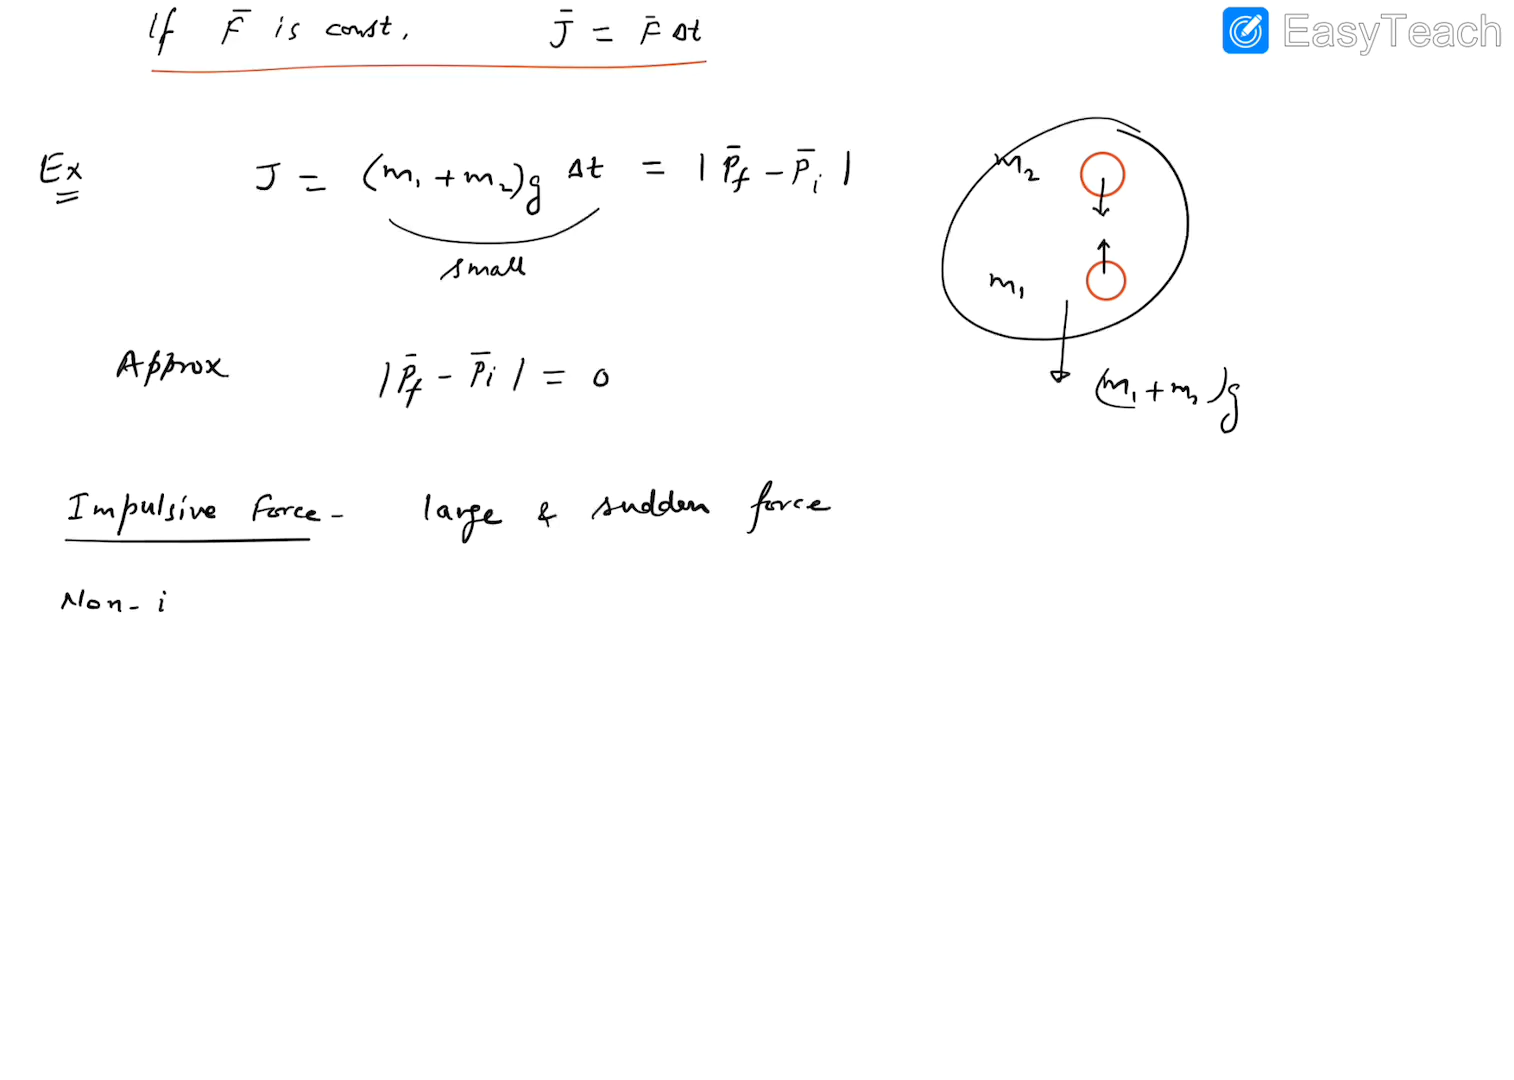 If F̄ is const, J̄ = F̄ Δt
EasyTeach
Ex J = (m₁ + m₂)g Δt = | p̄f - p̄i |
small
m₂
m₁
(m₁ + m₂)g
Approx | p̄f - p̄i | = 0
Impulsive Force - large & sudden force
Non - i